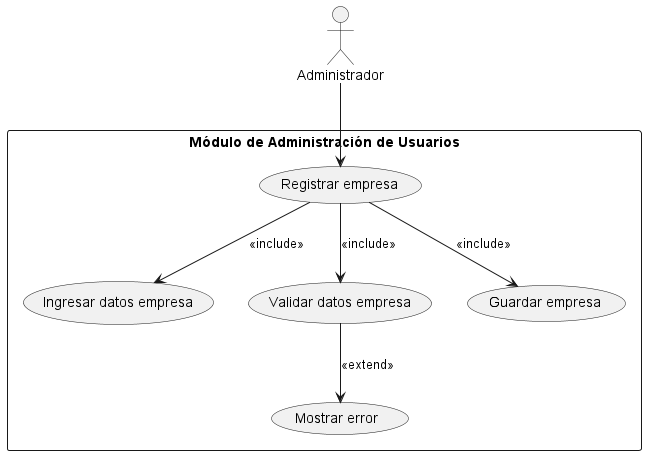 Administrador
Módulo de Administración de Usuarios
Registrar empresa
«include»
«include»
«include»
Ingresar datos empresa
Validar datos empresa
Guardar empresa
«extend»
Mostrar error